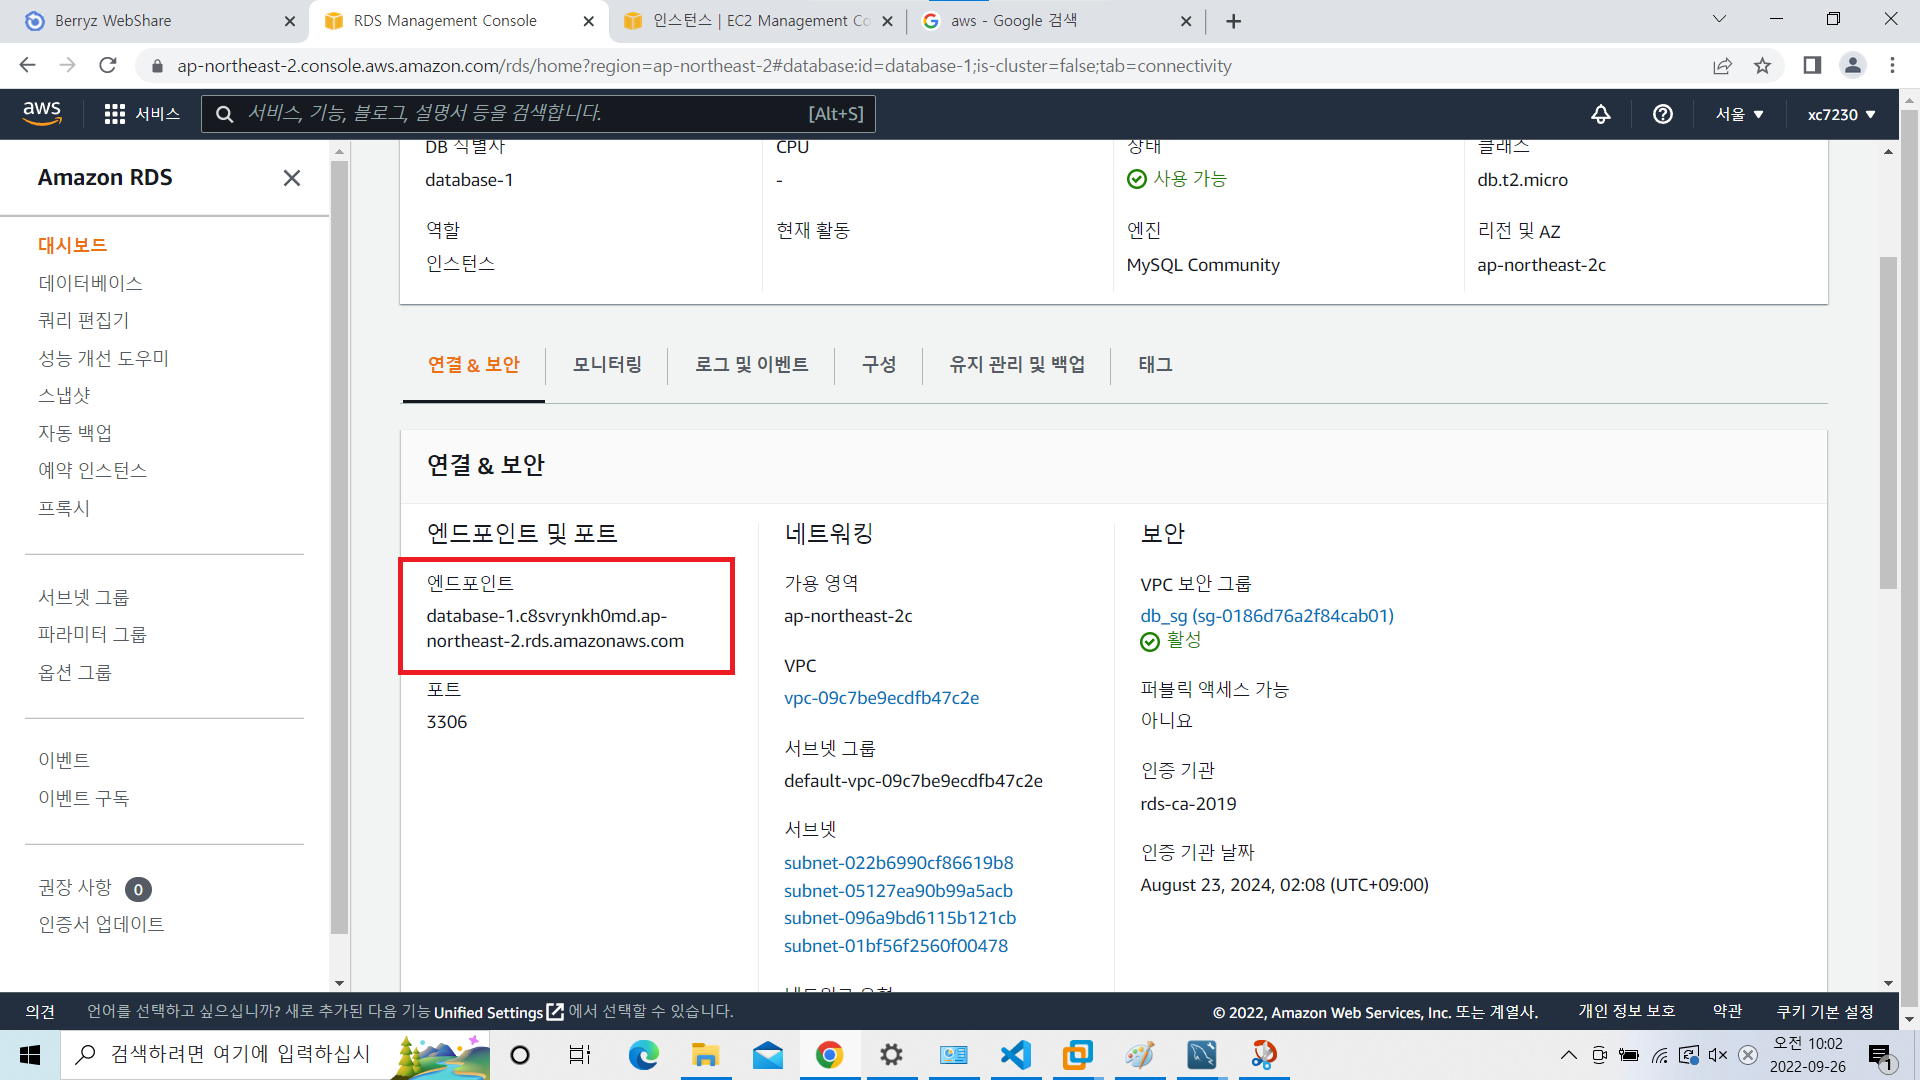 Berryz WebShare
RDS Management Console
인스턴스 | EC2 Management Co
aws - Google 검색
ap-northeast-2.console.aws.amazon.com/rds/home?region=ap-northeast-2#database:id=database-1;is-cluster=false;tab=connectivity
aws
서비스
서비스, 기능, 블로그, 설명서 등을 검색합니다.
[Alt+S]
서울
xc7230
Amazon RDS
대시보드
데이터베이스
쿼리 편집기
성능 개선 도우미
스냅샷
자동 백업
예약 인스턴스
프록시
서브넷 그룹
파라미터 그룹
옵션 그룹
이벤트
이벤트 구독
권장 사항 0
인증서 업데이트
DB 식별자
database-1
CPU
-
상태
사용 가능
클래스
db.t2.micro
역할
인스턴스
현재 활동
엔진
MySQL Community
리전 및 AZ
ap-northeast-2c
연결 & 보안
모니터링
로그 및 이벤트
구성
유지 관리 및 백업
태그
연결 & 보안
엔드포인트 및 포트
엔드포인트
database-1.c8svrynkh0md.ap-
northeast-2.rds.amazonaws.com
포트
3306
네트워킹
가용 영역
ap-northeast-2c
VPC
vpc-09c7be9ecdfb47c2e
서브넷 그룹
default-vpc-09c7be9ecdfb47c2e
서브넷
subnet-022b6990cf86619b8
subnet-05127ea90b99a5acb
subnet-096a9bd6115b121cb
subnet-01bf56f2560f00478
보안
VPC 보안 그룹
db_sg (sg-0186d76a2f84cab01)
활성
퍼블릭 액세스 가능
아니요
인증 기관
rds-ca-2019
인증 기관 날짜
August 23, 2024, 02:08 (UTC+09:00)
의견
언어를 선택하고 싶으십니까? 새로 추가된 다음 기능 Unified Settings 에서 선택할 수 있습니다.
© 2022, Amazon Web Services, Inc. 또는 계열사.
개인 정보 보호
약관
쿠키 기본 설정
검색하려면 여기에 입력하십시
오전 10:02
2022-09-26
1